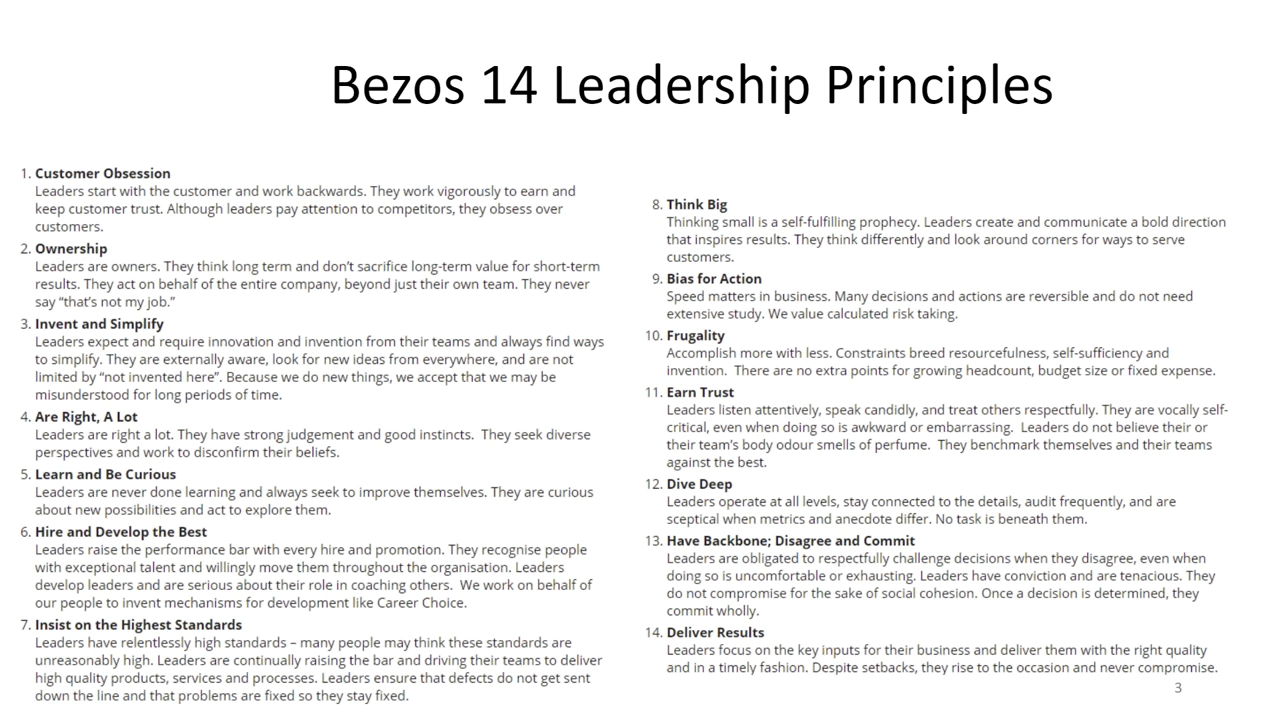 Bezos 14 Leadership Principles
1. Customer Obsession
Leaders start with the customer and work backwards. They work vigorously to earn and
keep customer trust. Although leaders pay attention to competitors, they obsess over
customers.
2. Ownership
Leaders are owners. They think long term and don’t sacrifice long-term value for short-term
results. They act on behalf of the entire company, beyond just their own team. They never
say “that’s not my job.”
3. Invent and Simplify
Leaders expect and require innovation and invention from their teams and always find ways
to simplify. They are externally aware, look for new ideas from everywhere, and are not
limited by “not invented here”. Because we do new things, we accept that we may be
misunderstood for long periods of time.
4. Are Right, A Lot
Leaders are right a lot. They have strong judgement and good instincts.  They seek diverse
perspectives and work to disconfirm their beliefs.
5. Learn and Be Curious
Leaders are never done learning and always seek to improve themselves. They are curious
about new possibilities and act to explore them.
6. Hire and Develop the Best
Leaders raise the performance bar with every hire and promotion. They recognise people
with exceptional talent and willingly move them throughout the organisation. Leaders
develop leaders and are serious about their role in coaching others.  We work on behalf of
our people to invent mechanisms for development like Career Choice.
7. Insist on the Highest Standards
Leaders have relentlessly high standards – many people may think these standards are
unreasonably high. Leaders are continually raising the bar and driving their teams to deliver
high quality products, services and processes. Leaders ensure that defects do not get sent
down the line and that problems are fixed so they stay fixed.
8. Think Big
Thinking small is a self-fulfilling prophecy. Leaders create and communicate a bold direction
that inspires results. They think differently and look around corners for ways to serve
customers.
9. Bias for Action
Speed matters in business. Many decisions and actions are reversible and do not need
extensive study. We value calculated risk taking.
10. Frugality
Accomplish more with less. Constraints breed resourcefulness, self-sufficiency and
invention.  There are no extra points for growing headcount, budget size or fixed expense.
11. Earn Trust
Leaders listen attentively, speak candidly, and treat others respectfully. They are vocally self-
critical, even when doing so is awkward or embarrassing.  Leaders do not believe their or
their team’s body odour smells of perfume.  They benchmark themselves and their teams
against the best.
12. Dive Deep
Leaders operate at all levels, stay connected to the details, audit frequently, and are
sceptical when metrics and anecdote differ. No task is beneath them.
13. Have Backbone; Disagree and Commit
Leaders are obligated to respectfully challenge decisions when they disagree, even when
doing so is uncomfortable or exhausting. Leaders have conviction and are tenacious. They
do not compromise for the sake of social cohesion. Once a decision is determined, they
commit wholly.
14. Deliver Results
Leaders focus on the key inputs for their business and deliver them with the right quality
and in a timely fashion. Despite setbacks, they rise to the occasion and never compromise.
3